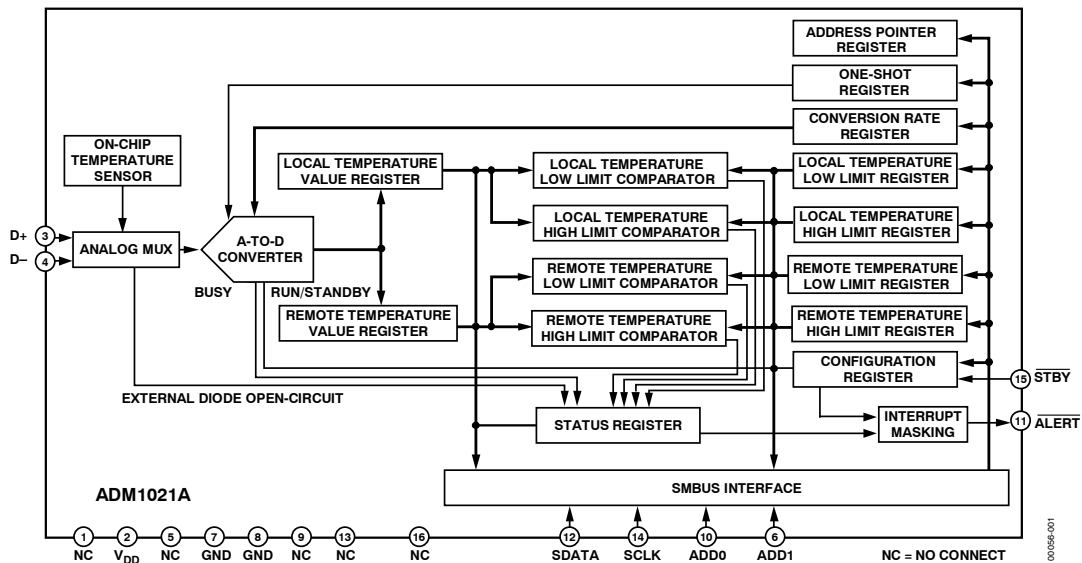 ADDRESS POINTER
REGISTER
ONE-SHOT
REGISTER
CONVERSION RATE
REGISTER
ON-CHIP
TEMPERATURE
SENSOR
LOCAL TEMPERATURE
VALUE REGISTER
LOCAL TEMPERATURE
LOW LIMIT COMPARATOR
LOCAL TEMPERATURE
LOW LIMIT REGISTER
LOCAL TEMPERATURE
HIGH LIMIT COMPARATOR
LOCAL TEMPERATURE
HIGH LIMIT REGISTER
D+
3
D–
4
ANALOG MUX
A-TO-D
CONVERTER
BUSY
RUN/STANDBY
REMOTE TEMPERATURE
LOW LIMIT COMPARATOR
REMOTE TEMPERATURE
LOW LIMIT REGISTER
REMOTE TEMPERATURE
VALUE REGISTER
REMOTE TEMPERATURE
HIGH LIMIT COMPARATOR
REMOTE TEMPERATURE
HIGH LIMIT REGISTER
CONFIGURATION
REGISTER
15
STBY
EXTERNAL DIODE OPEN-CIRCUIT
STATUS REGISTER
INTERRUPT
MASKING
11
ALERT
SMBUS INTERFACE
ADM1021A
1
2
5
7
8
9
13
16
12
14
10
6
NC
VDD
NC
GND
GND
NC
NC
NC
SDATA
SCLK
ADD0
ADD1
NC = NO CONNECT
00056-001